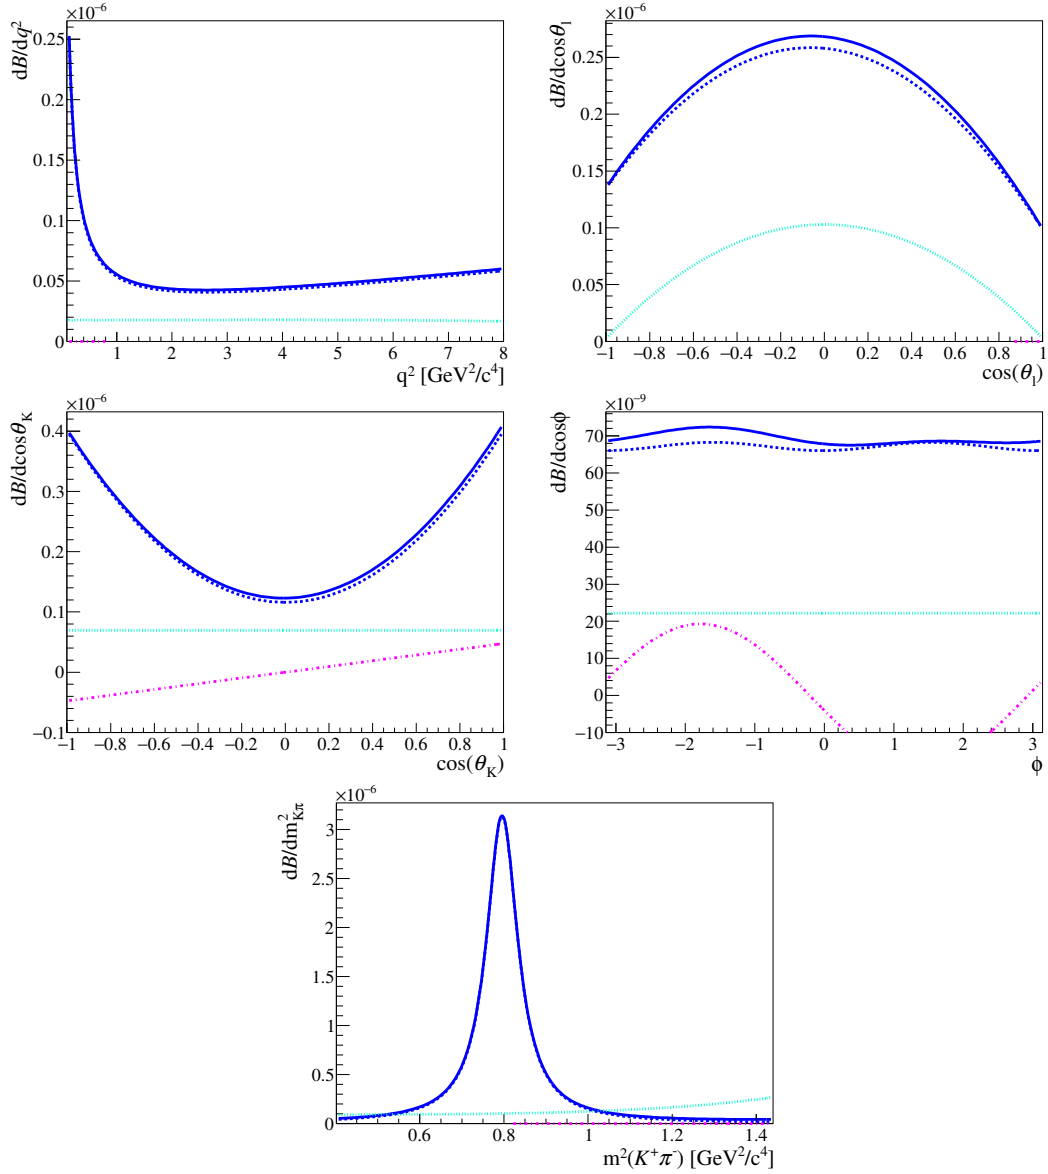 ×10⁻⁶
dB/dq²
0.25
0.2
0.15
0.1
0.05
0
1 2 3 4 5 6 7 8
q² [GeV²/c⁴]
×10⁻⁶
dB/dcosθₗ
0.25
0.2
0.15
0.1
0.05
0
−1 −0.8 −0.6 −0.4 −0.2 0 0.2 0.4 0.6 0.8 1
cos(θₗ)
×10⁻⁶
dB/dcosθ_K
0.4
0.3
0.2
0.1
0
−0.1
−1 −0.8 −0.6 −0.4 −0.2 0 0.2 0.4 0.6 0.8 1
cos(θ_K)
×10⁻⁹
dB/dcosϕ
70
60
50
40
30
20
10
0
−10
−3 −2 −1 0 1 2 3
ϕ
×10⁻⁶
dB/dm²_Kπ
3
2.5
2
1.5
1
0.5
0
0.6 0.8 1 1.2 1.4
m²(K⁺π⁻) [GeV²/c⁴]